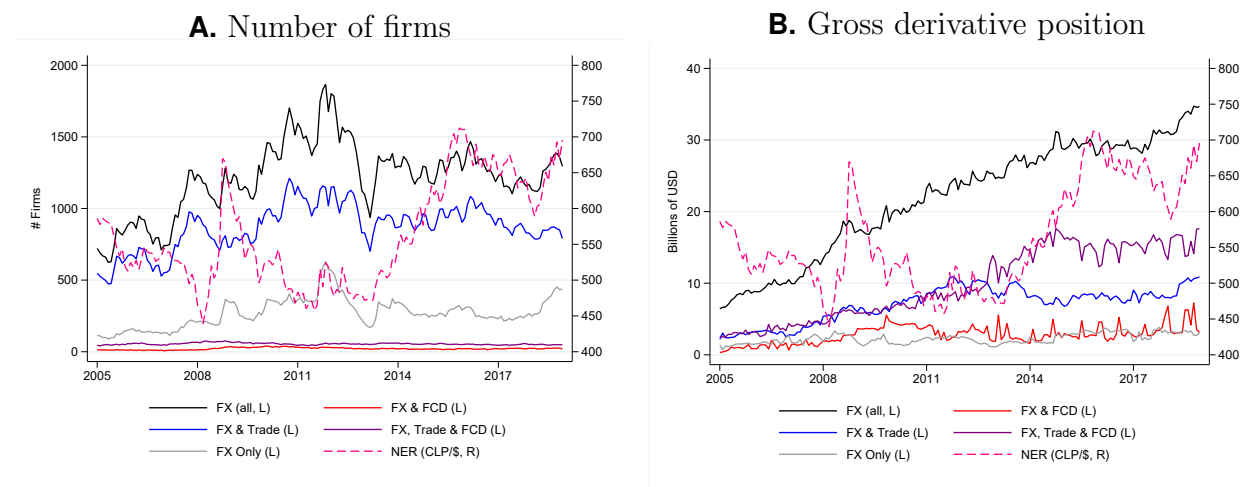 A. Number of firms
# Firms
2000
1500
1000
500
0
800
750
700
650
600
550
500
450
400
2005 2008 2011 2014 2017
FX (all, L) FX & FCD (L)
FX & Trade (L) FX, Trade & FCD (L)
FX Only (L) NER (CLP/$, R)
B. Gross derivative position
Billions of USD
40
30
20
10
0
800
750
700
650
600
550
500
450
400
2005 2008 2011 2014 2017
FX (all, L) FX & FCD (L)
FX & Trade (L) FX, Trade & FCD (L)
FX Only (L) NER (CLP/$, R)